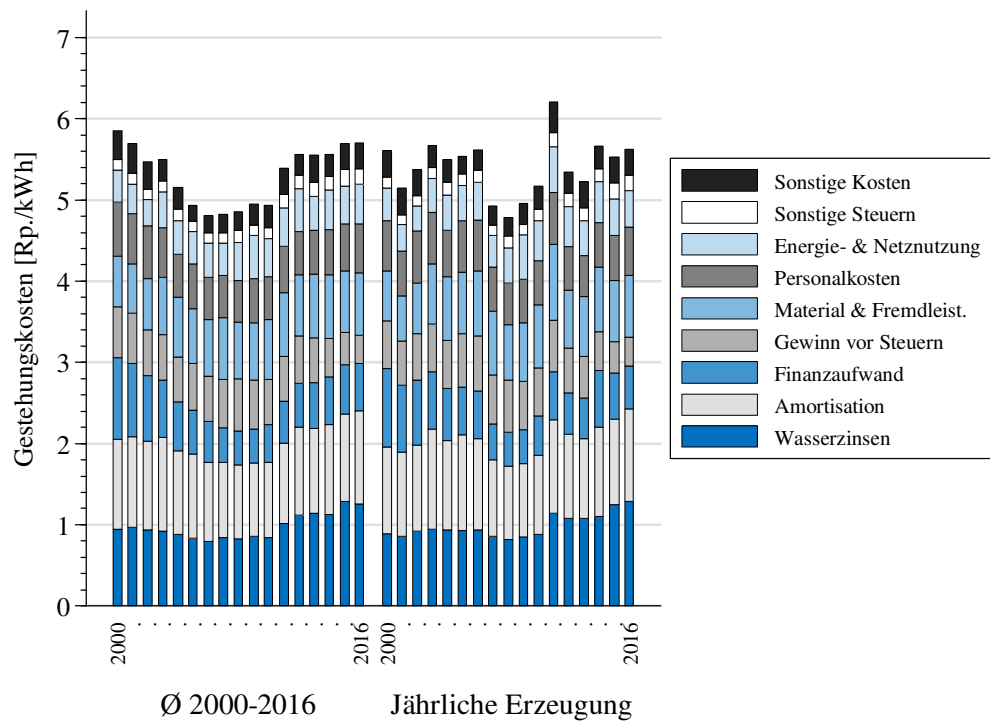 Gestehungskosten [Rp./kWh]
7
6
5
4
3
2
1
0
2000
2016
2000
2016
Ø 2000-2016
Jährliche Erzeugung
Sonstige Kosten
Sonstige Steuern
Energie- & Netznutzung
Personalkosten
Material & Fremdleist.
Gewinn vor Steuern
Finanzaufwand
Amortisation
Wasserzinsen